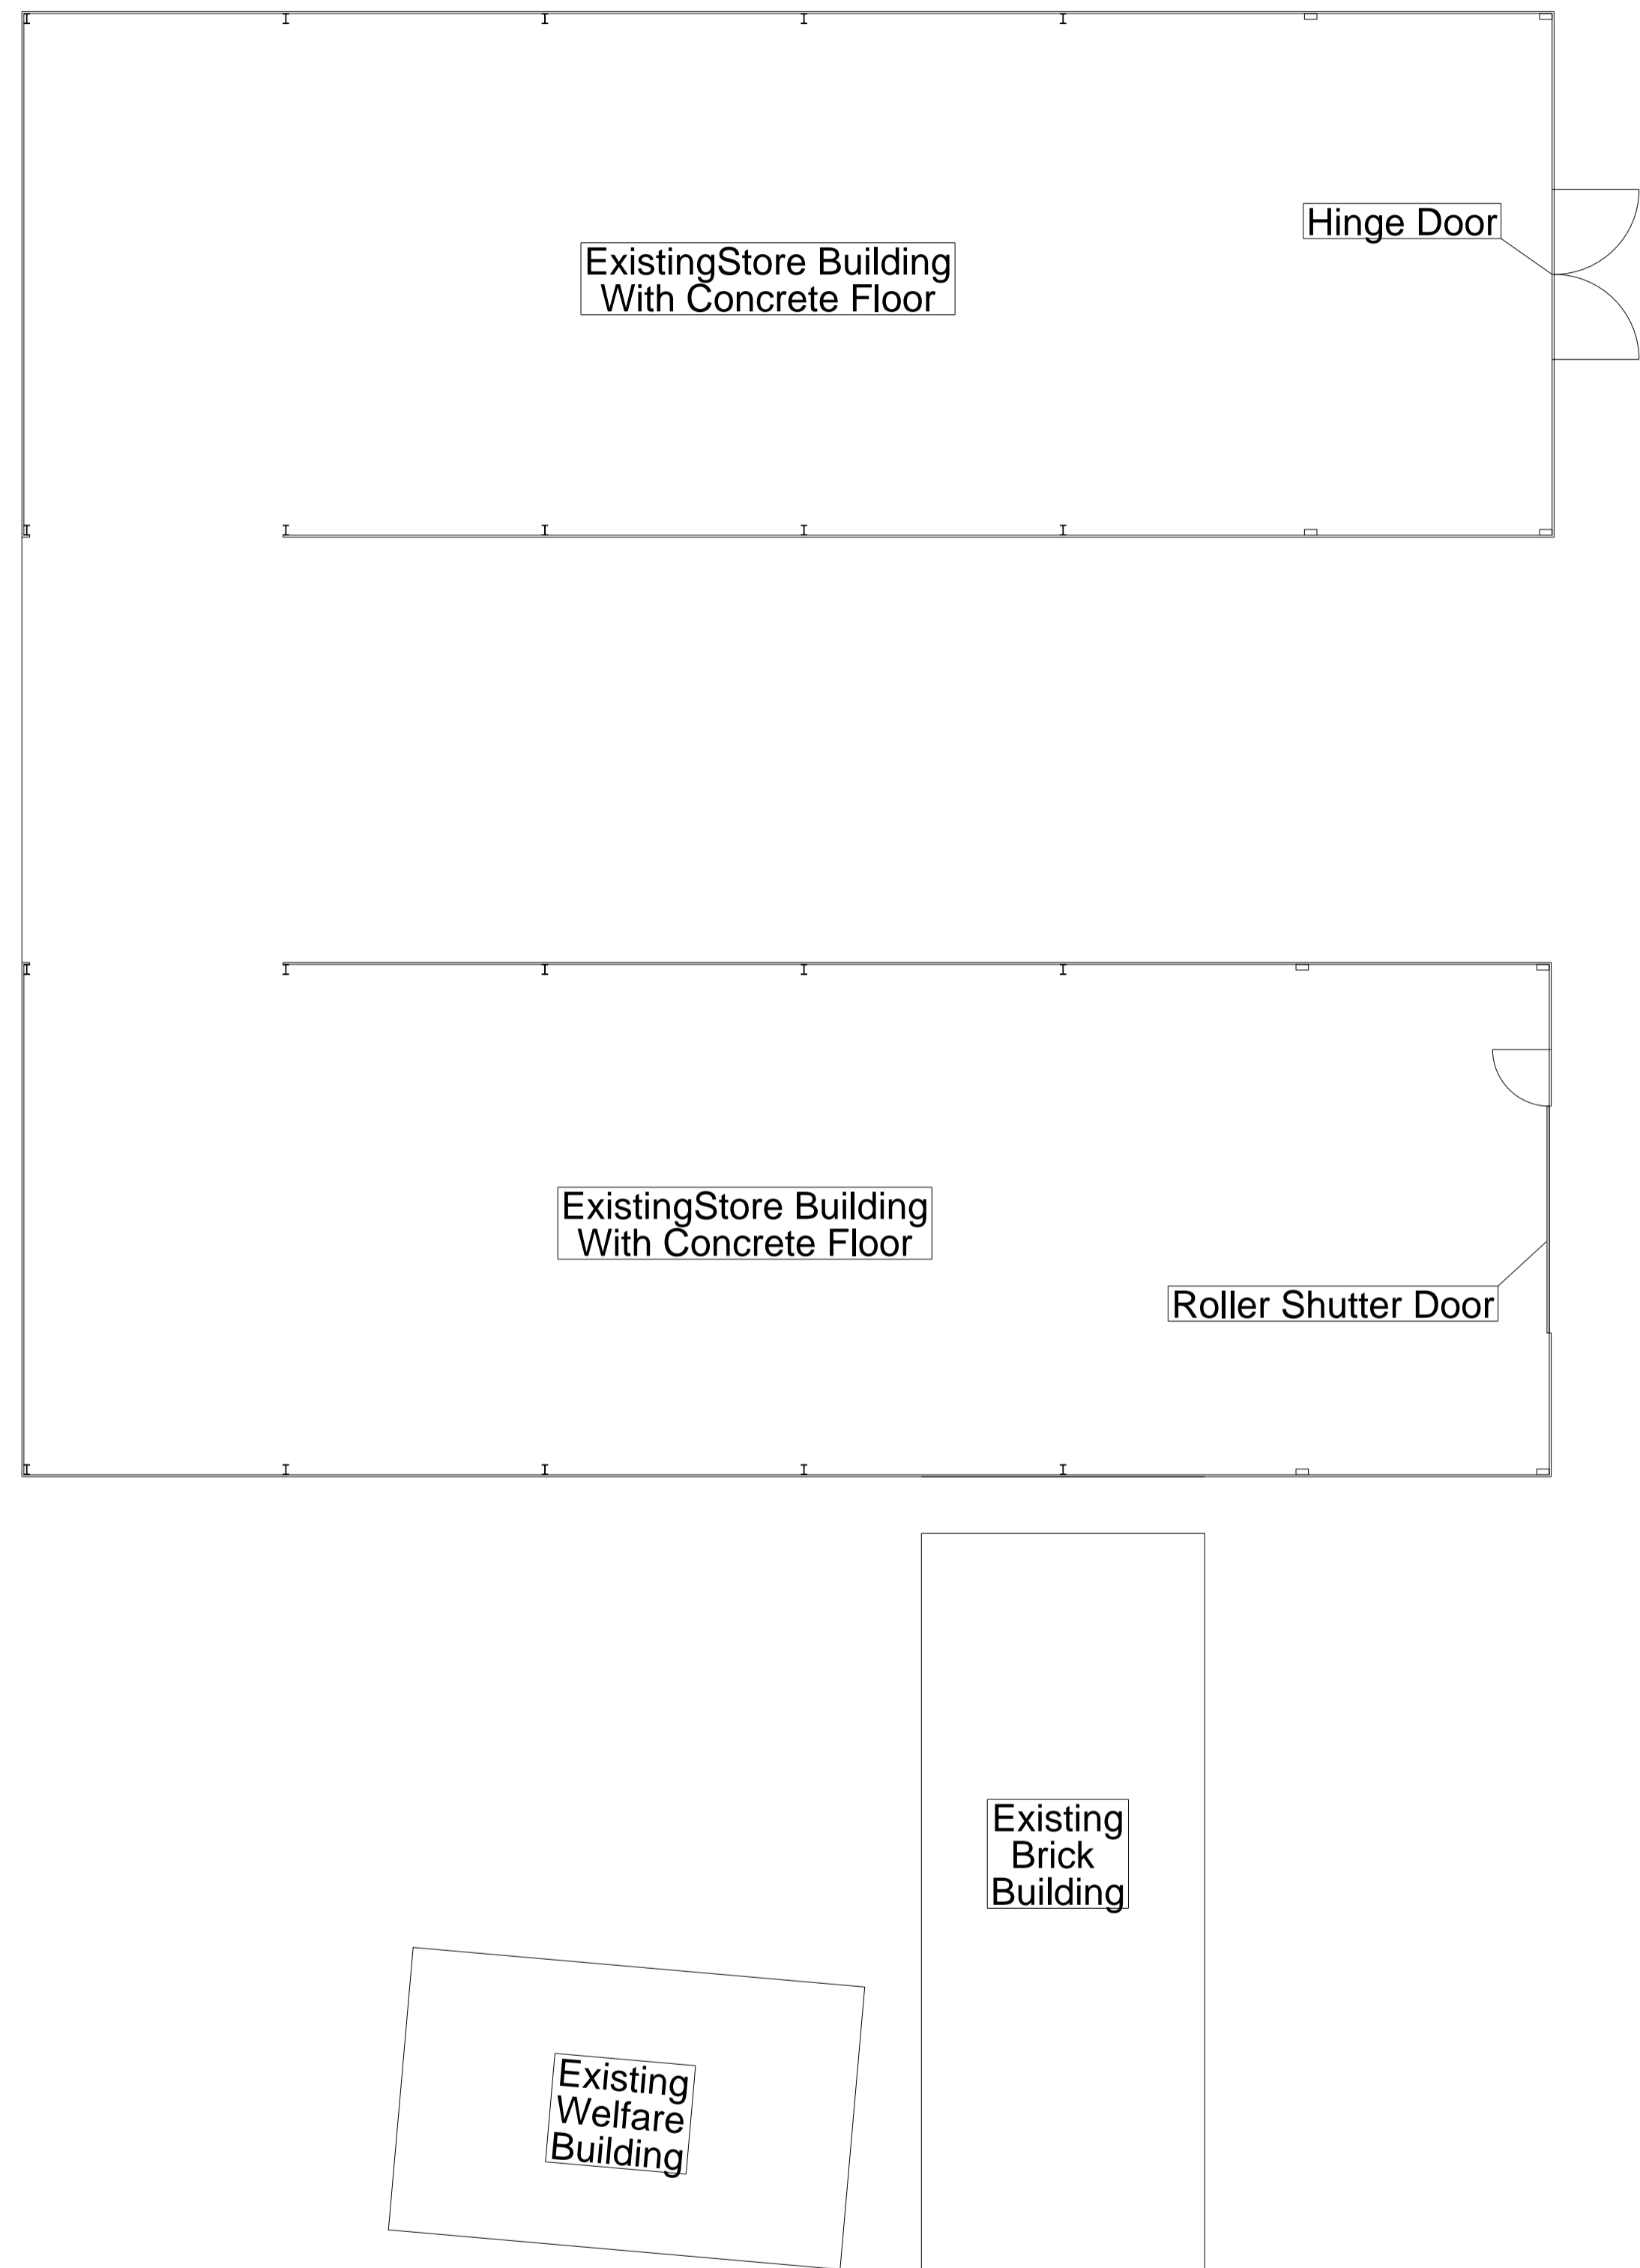 Hinge Door
ExistingStore Building
With Concrete Floor
ExistingStore Building
With Concrete Floor
Roller Shutter Door
Existing
Brick
Building
Existing
Welfare
Building